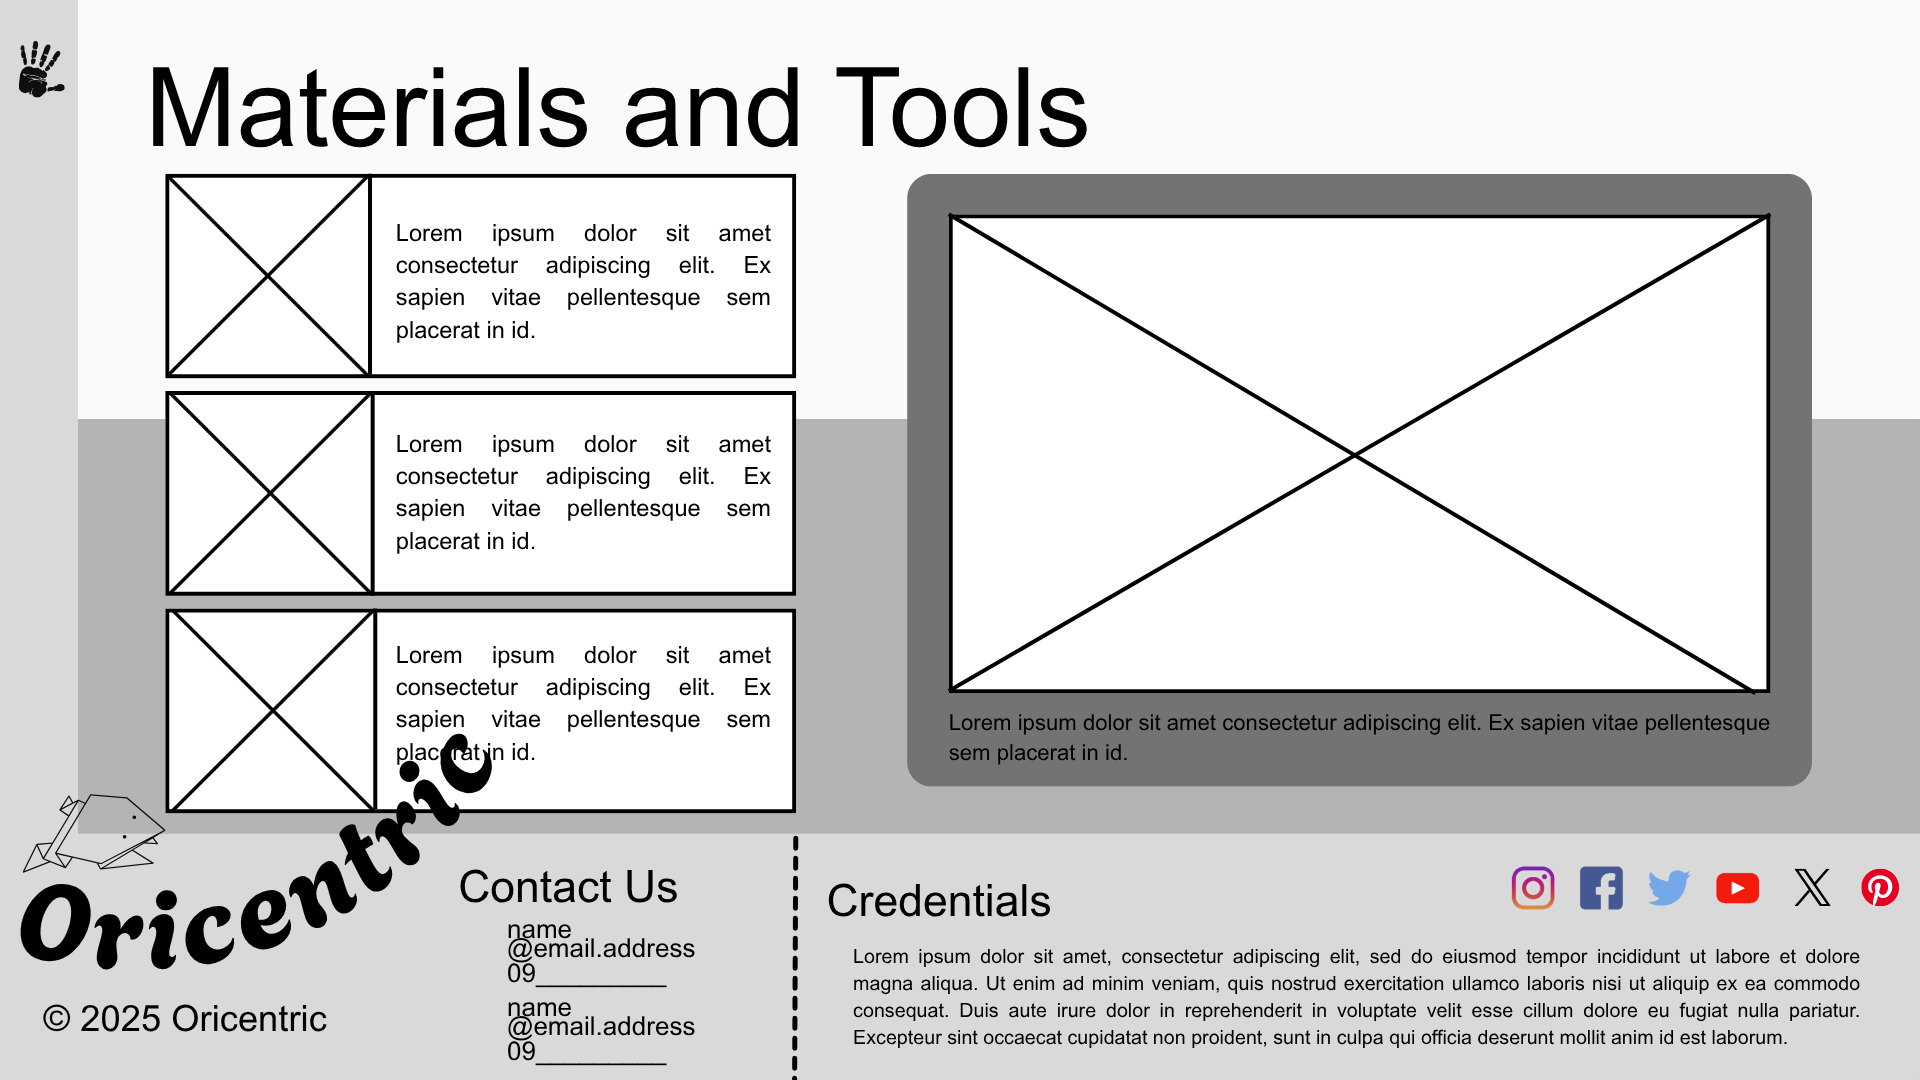 Materials and Tools
Lorem ipsum dolor sit amet
consectetur adipiscing elit. Ex
sapien vitae pellentesque sem
placerat in id.
Lorem ipsum dolor sit amet
consectetur adipiscing elit. Ex
sapien vitae pellentesque sem
placerat in id.
Lorem ipsum dolor sit amet
consectetur adipiscing elit. Ex
sapien vitae pellentesque sem
placerat in id.
Lorem ipsum dolor sit amet consectetur adipiscing elit. Ex sapien vitae pellentesque
sem placerat in id.
Oricentric
© 2025 Oricentric
Contact Us
name
@email.address
09_________
name
@email.address
09_________
Credentials
Lorem ipsum dolor sit amet, consectetur adipiscing elit, sed do eiusmod tempor incididunt ut labore et dolore
magna aliqua. Ut enim ad minim veniam, quis nostrud exercitation ullamco laboris nisi ut aliquip ex ea commodo
consequat. Duis aute irure dolor in reprehenderit in voluptate velit esse cillum dolore eu fugiat nulla pariatur.
Excepteur sint occaecat cupidatat non proident, sunt in culpa qui officia deserunt mollit anim id est laborum.